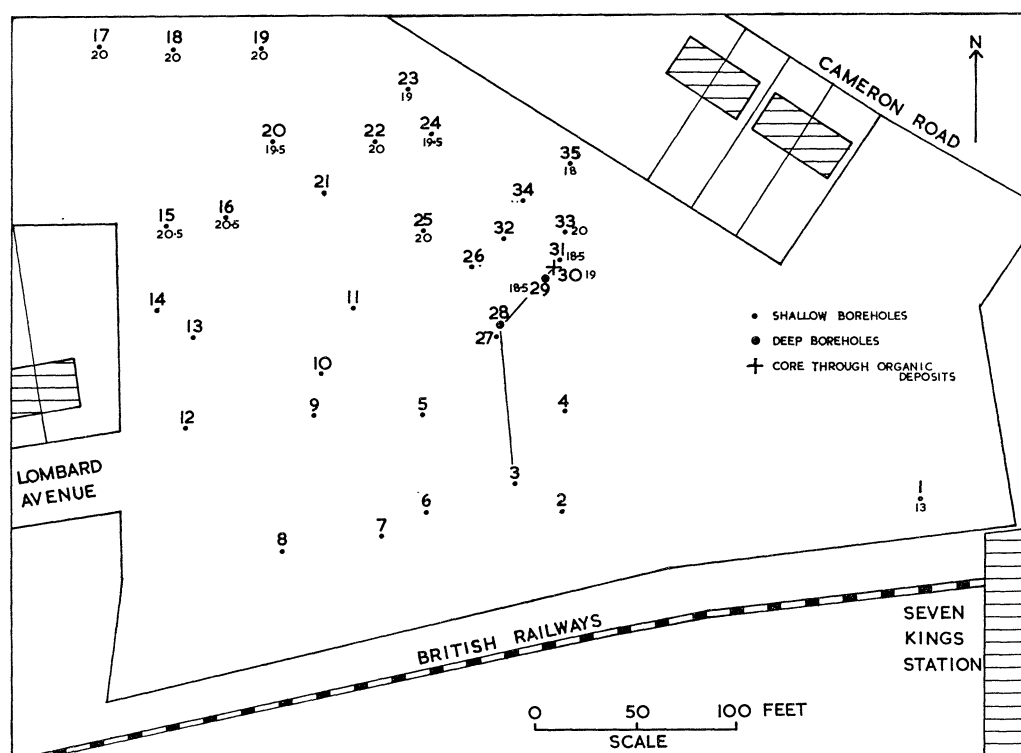 17 18 19
20 20 20
23
19
N
CAMERON ROAD
20 22 24
19·5 20 19·5
35
18
21
34
15 16
20·5 20·5
25
20
32
33 20
26
31 18·5
30 19
18·5 29
14
13
11
28
27
SHALLOW BOREHOLES
DEEP BOREHOLES
CORE THROUGH ORGANIC
DEPOSITS
10
12
9
5
4
LOMBARD
AVENUE
3
1
13
8
7
6
2
BRITISH RAILWAYS
SEVEN
KINGS
STATION
0 50 100 FEET
SCALE